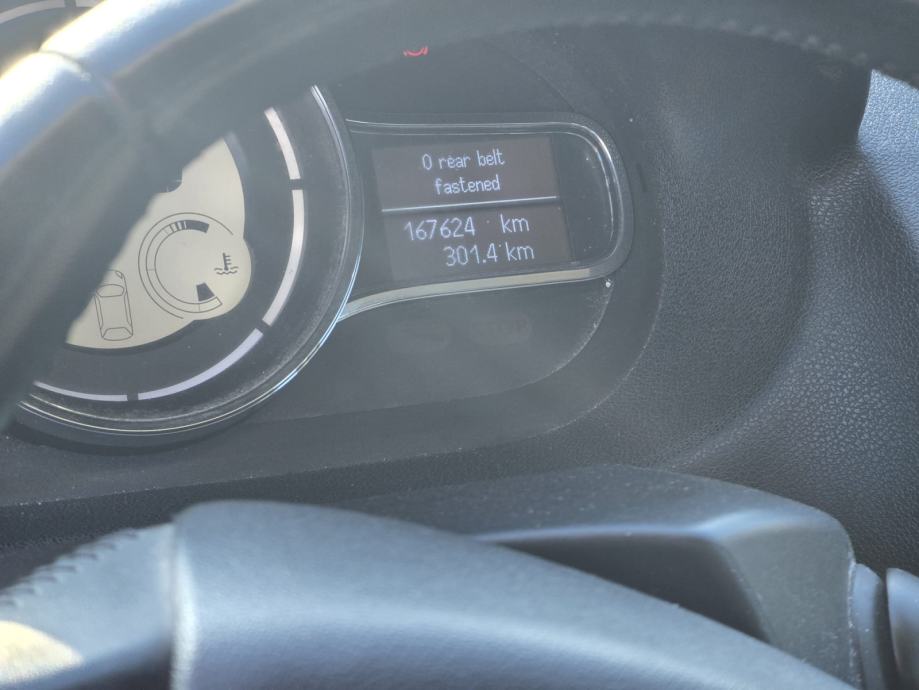 0 rear belt
fastened
167624 km
301.4 km